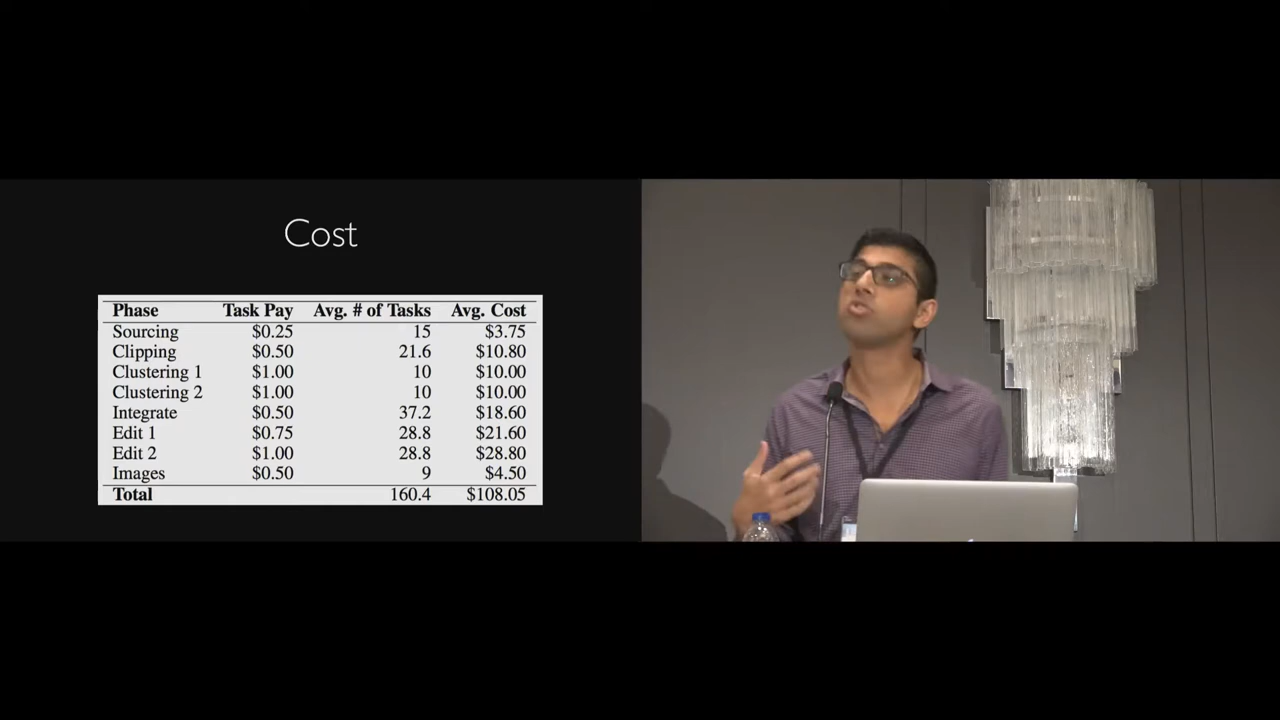 Cost
Phase Task Pay Avg. # of Tasks Avg. Cost
Sourcing $0.25 15 $3.75
Clipping $0.50 21.6 $10.80
Clustering 1 $1.00 10 $10.00
Clustering 2 $1.00 10 $10.00
Integrate $0.50 37.2 $18.60
Edit 1 $0.75 28.8 $21.60
Edit 2 $1.00 28.8 $28.80
Images $0.50 9 $4.50
Total 160.4 $108.05